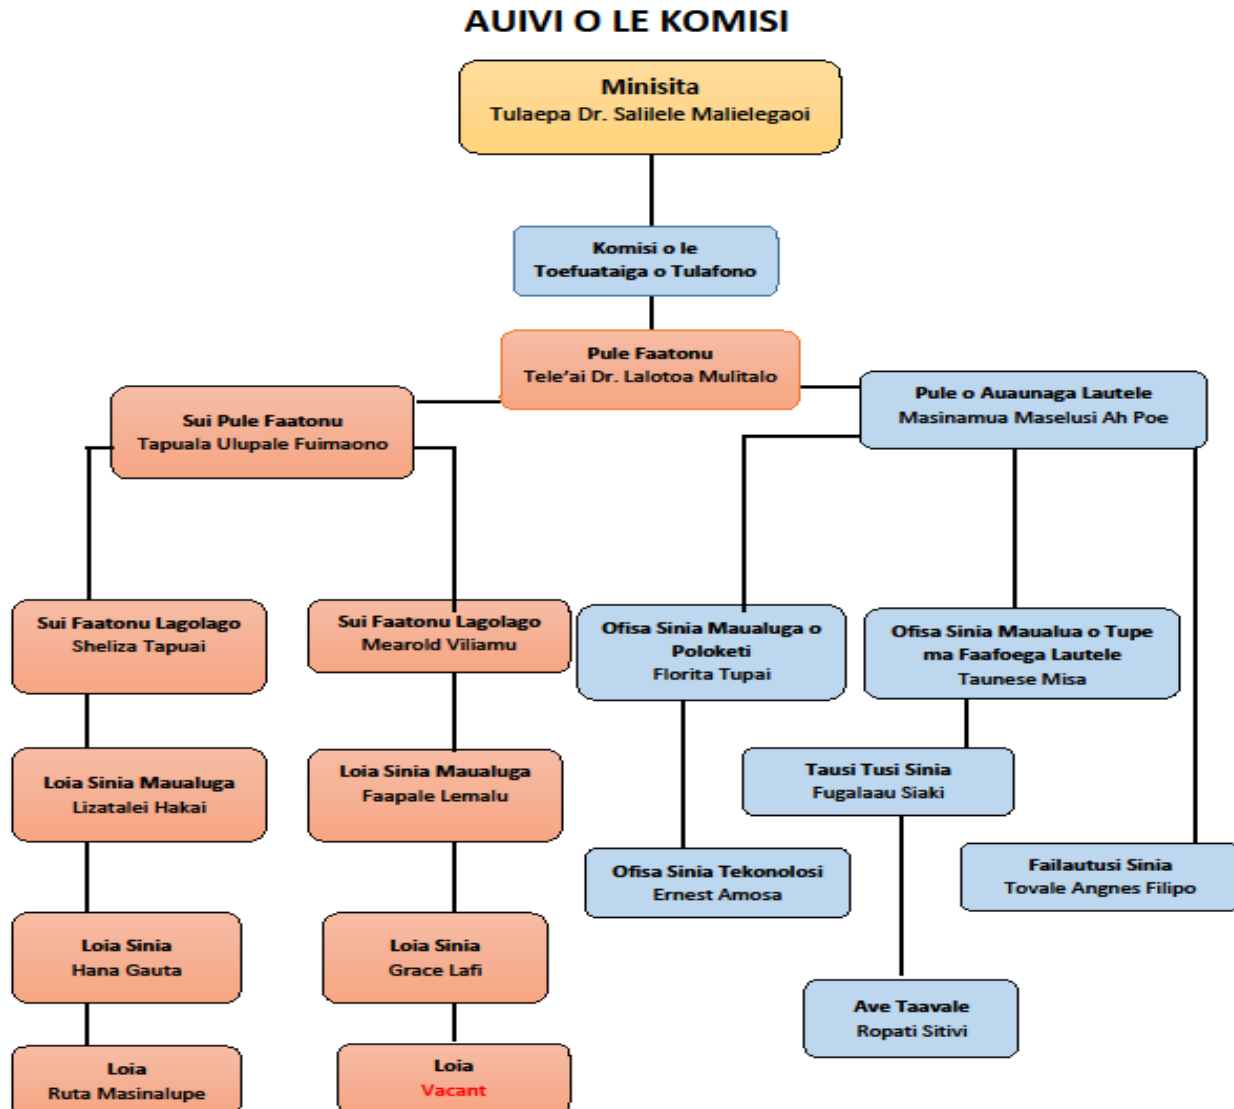 AUIVI O LE KOMISI
Minisita
Tulaepa Dr. Salilele Malielegaoi
Komisi o le
Toefuataiga o Tulafono
Pule Faatonu
Tele’ai Dr. Lalotoa Mulitalo
Sui Pule Faatonu
Tapuala Ulupale Fuimaono
Pule o Auaunaga Lautele
Masinamua Maselusi Ah Poe
Sui Faatonu Lagolago
Sheliza Tapuai
Sui Faatonu Lagolago
Mearold Viliamu
Ofisa Sinia Maualuga o
Poloketi
Florita Tupai
Ofisa Sinia Maualua o Tupe
ma Faafoega Lautele
Taunese Misa
Loia Sinia Maualuga
Lizatalei Hakai
Loia Sinia Maualuga
Faapale Lemalu
Tausi Tusi Sinia
Fugalaau Siaki
Ofisa Sinia Tekonolosi
Ernest Amosa
Failautusi Sinia
Tovale Angnes Filipo
Loia Sinia
Hana Gauta
Loia Sinia
Grace Lafi
Ave Taavale
Ropati Sitivi
Loia
Ruta Masinalupe
Loia
Vacant